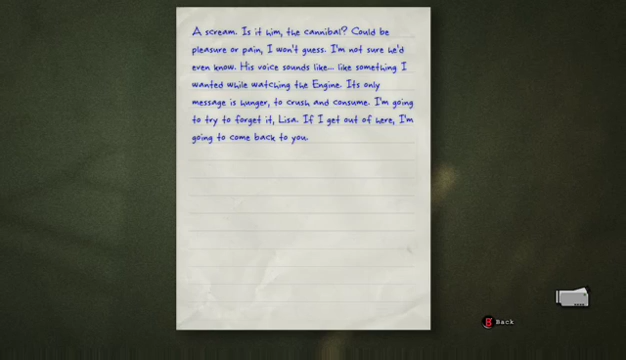 A scream. Is it him, the cannibal? Could be
pleasure or pain, I won't guess. I'm not sure he'd
even know. His voice sounds like... like something I
wanted while watching the Engine. Its only
message is hunger, to crush and consume. I'm going
to try to forget it, Lisa. If I get out of here, I'm
going to come back to you.
B Back